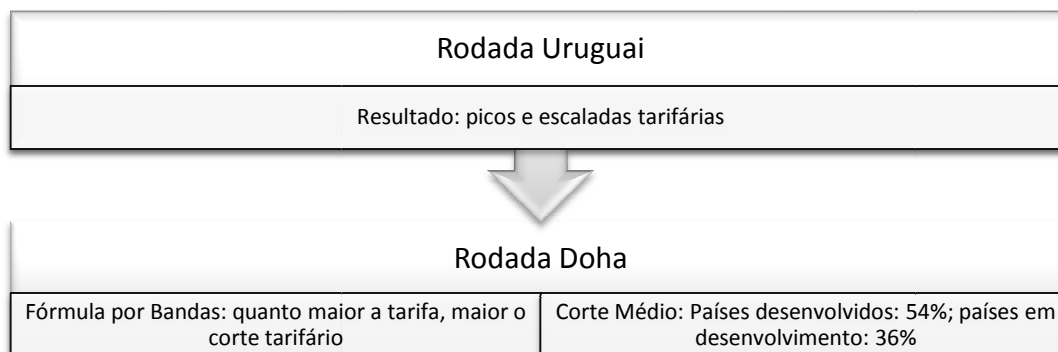 Rodada Uruguai
Resultado: picos e escaladas tarifárias
Rodada Doha
Fórmula por Bandas: quanto maior a tarifa, maior o
corte tarifário
Corte Médio: Países desenvolvidos: 54%; países em
desenvolvimento: 36%